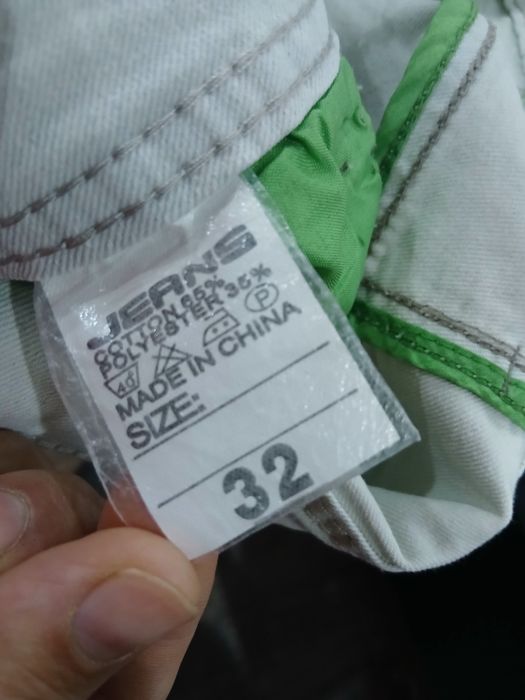 JEANS
COTTON 65%
POLYESTER 35%
40 P
MADE IN CHINA
SIZE:
32